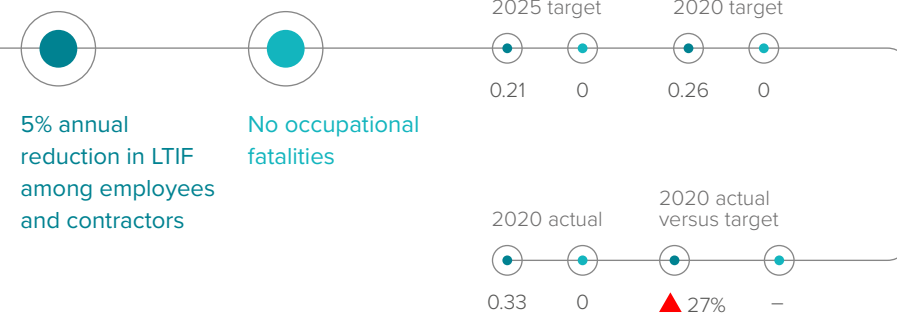 2025 target
2020 target
0.21
0
0.26
0
5% annual
reduction in LTIF
among employees
and contractors
No occupational
fatalities
2020 actual
2020 actual
versus target
0.33
0
27%
–